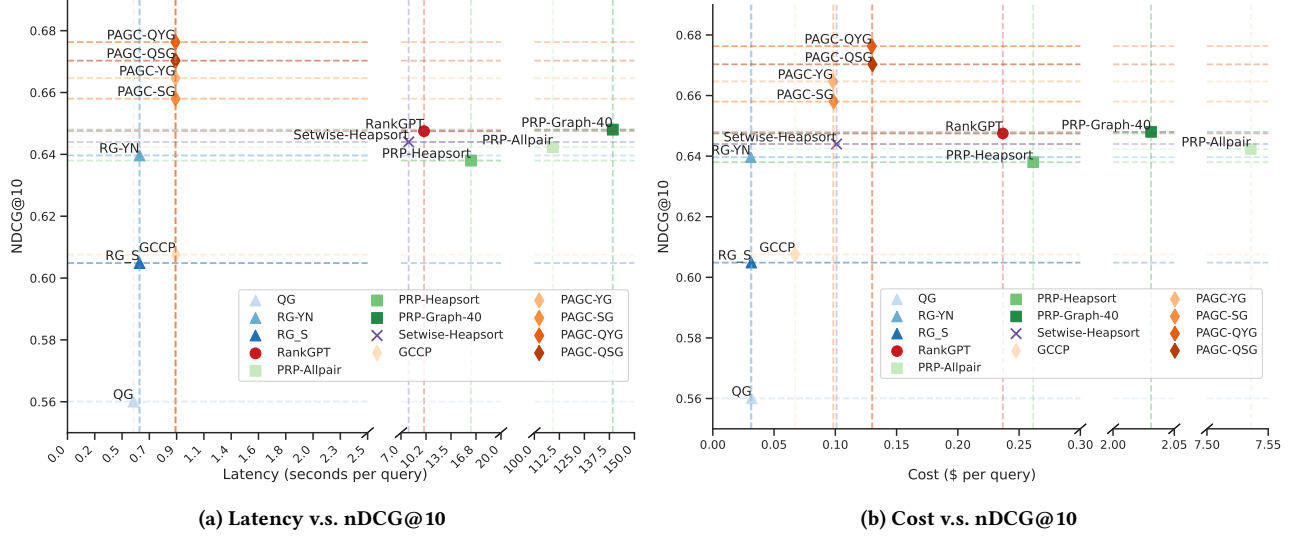 0.68
0.66
0.64
0.62
0.60
0.58
0.56
NDCG@10
PAGC-QYG
PAGC-QSG
PAGC-YG
PAGC-SG
RankGPT
PRP-Graph-40
Setwise-Heapsort
PRP-Allpair
RG-YN
PRP-Heapsort
GCCP
RG_S
QG
QG
RG-YN
RG_S
RankGPT
PRP-Allpair
PRP-Heapsort
PRP-Graph-40
Setwise-Heapsort
GCCP
PAGC-YG
PAGC-SG
PAGC-QYG
PAGC-QSG
0.0 0.2 0.5 0.7 0.9 1.1 1.4 1.6 1.8 2.0 2.3 2.5 7.0 10.2 13.5 16.8 20.0 100.0 112.5 125.0 137.5 150.0
Latency (seconds per query)
(a) Latency v.s. nDCG@10
0.68
0.66
0.64
0.62
0.60
0.58
0.56
NDCG@10
PAGC-QYG
PAGC-QSG
PAGC-YG
PAGC-SG
RankGPT
PRP-Graph-40
Setwise-Heapsort
PRP-Allpair
RG-YN
PRP-Heapsort
GCCP
RG_S
QG
QG
RG-YN
RG_S
RankGPT
PRP-Allpair
PRP-Heapsort
PRP-Graph-40
Setwise-Heapsort
GCCP
PAGC-YG
PAGC-SG
PAGC-QYG
PAGC-QSG
0.00 0.05 0.10 0.15 0.20 0.25 0.30 2.00 2.05 7.50 7.55
Cost ($ per query)
(b) Cost v.s. nDCG@10